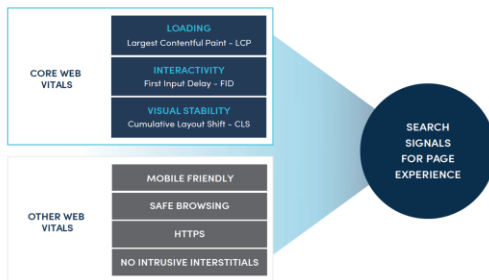 CORE WEB
VITALS
LOADING
Largest Contentful Paint - LCP
INTERACTIVITY
First Input Delay - FID
VISUAL STABILITY
Cumulative Layout Shift - CLS
OTHER WEB
VITALS
MOBILE FRIENDLY
SAFE BROWSING
HTTPS
NO INTRUSIVE INTERSTITIALS
SEARCH
SIGNALS
FOR PAGE
EXPERIENCE